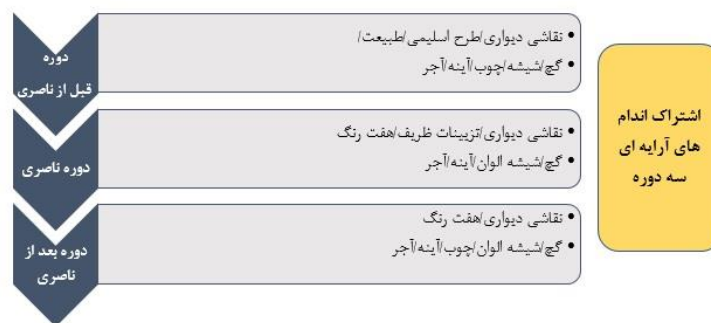 اشتراک اندام
های آرایه ای
سه دوره
دوره
قبل از ناصری
• نقاشی دیواری/طرح اسلیمی/طبیعت/
• گچ/شیشه/چوب/آینه/آجر
دوره ناصری
• نقاشی دیواری/تزیینات ظریف/هفت رنگ
• گچ/شیشه الوان/آینه/آجر
دوره بعد از
ناصری
• نقاشی دیواری/هفت رنگ
• گچ/شیشه الوان/چوب/آینه/آجر